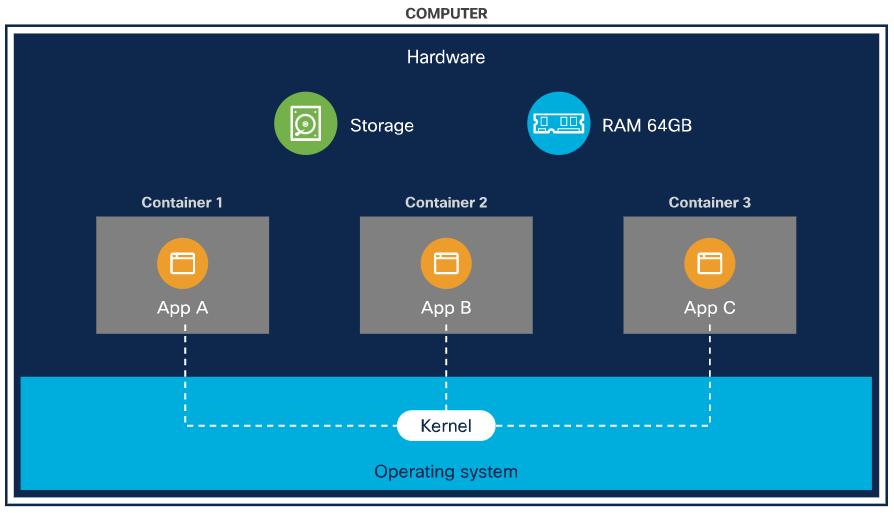 COMPUTER
Hardware
Storage
RAM 64GB
Container 1
Container 2
Container 3
App A
App B
App C
Kernel
Operating system